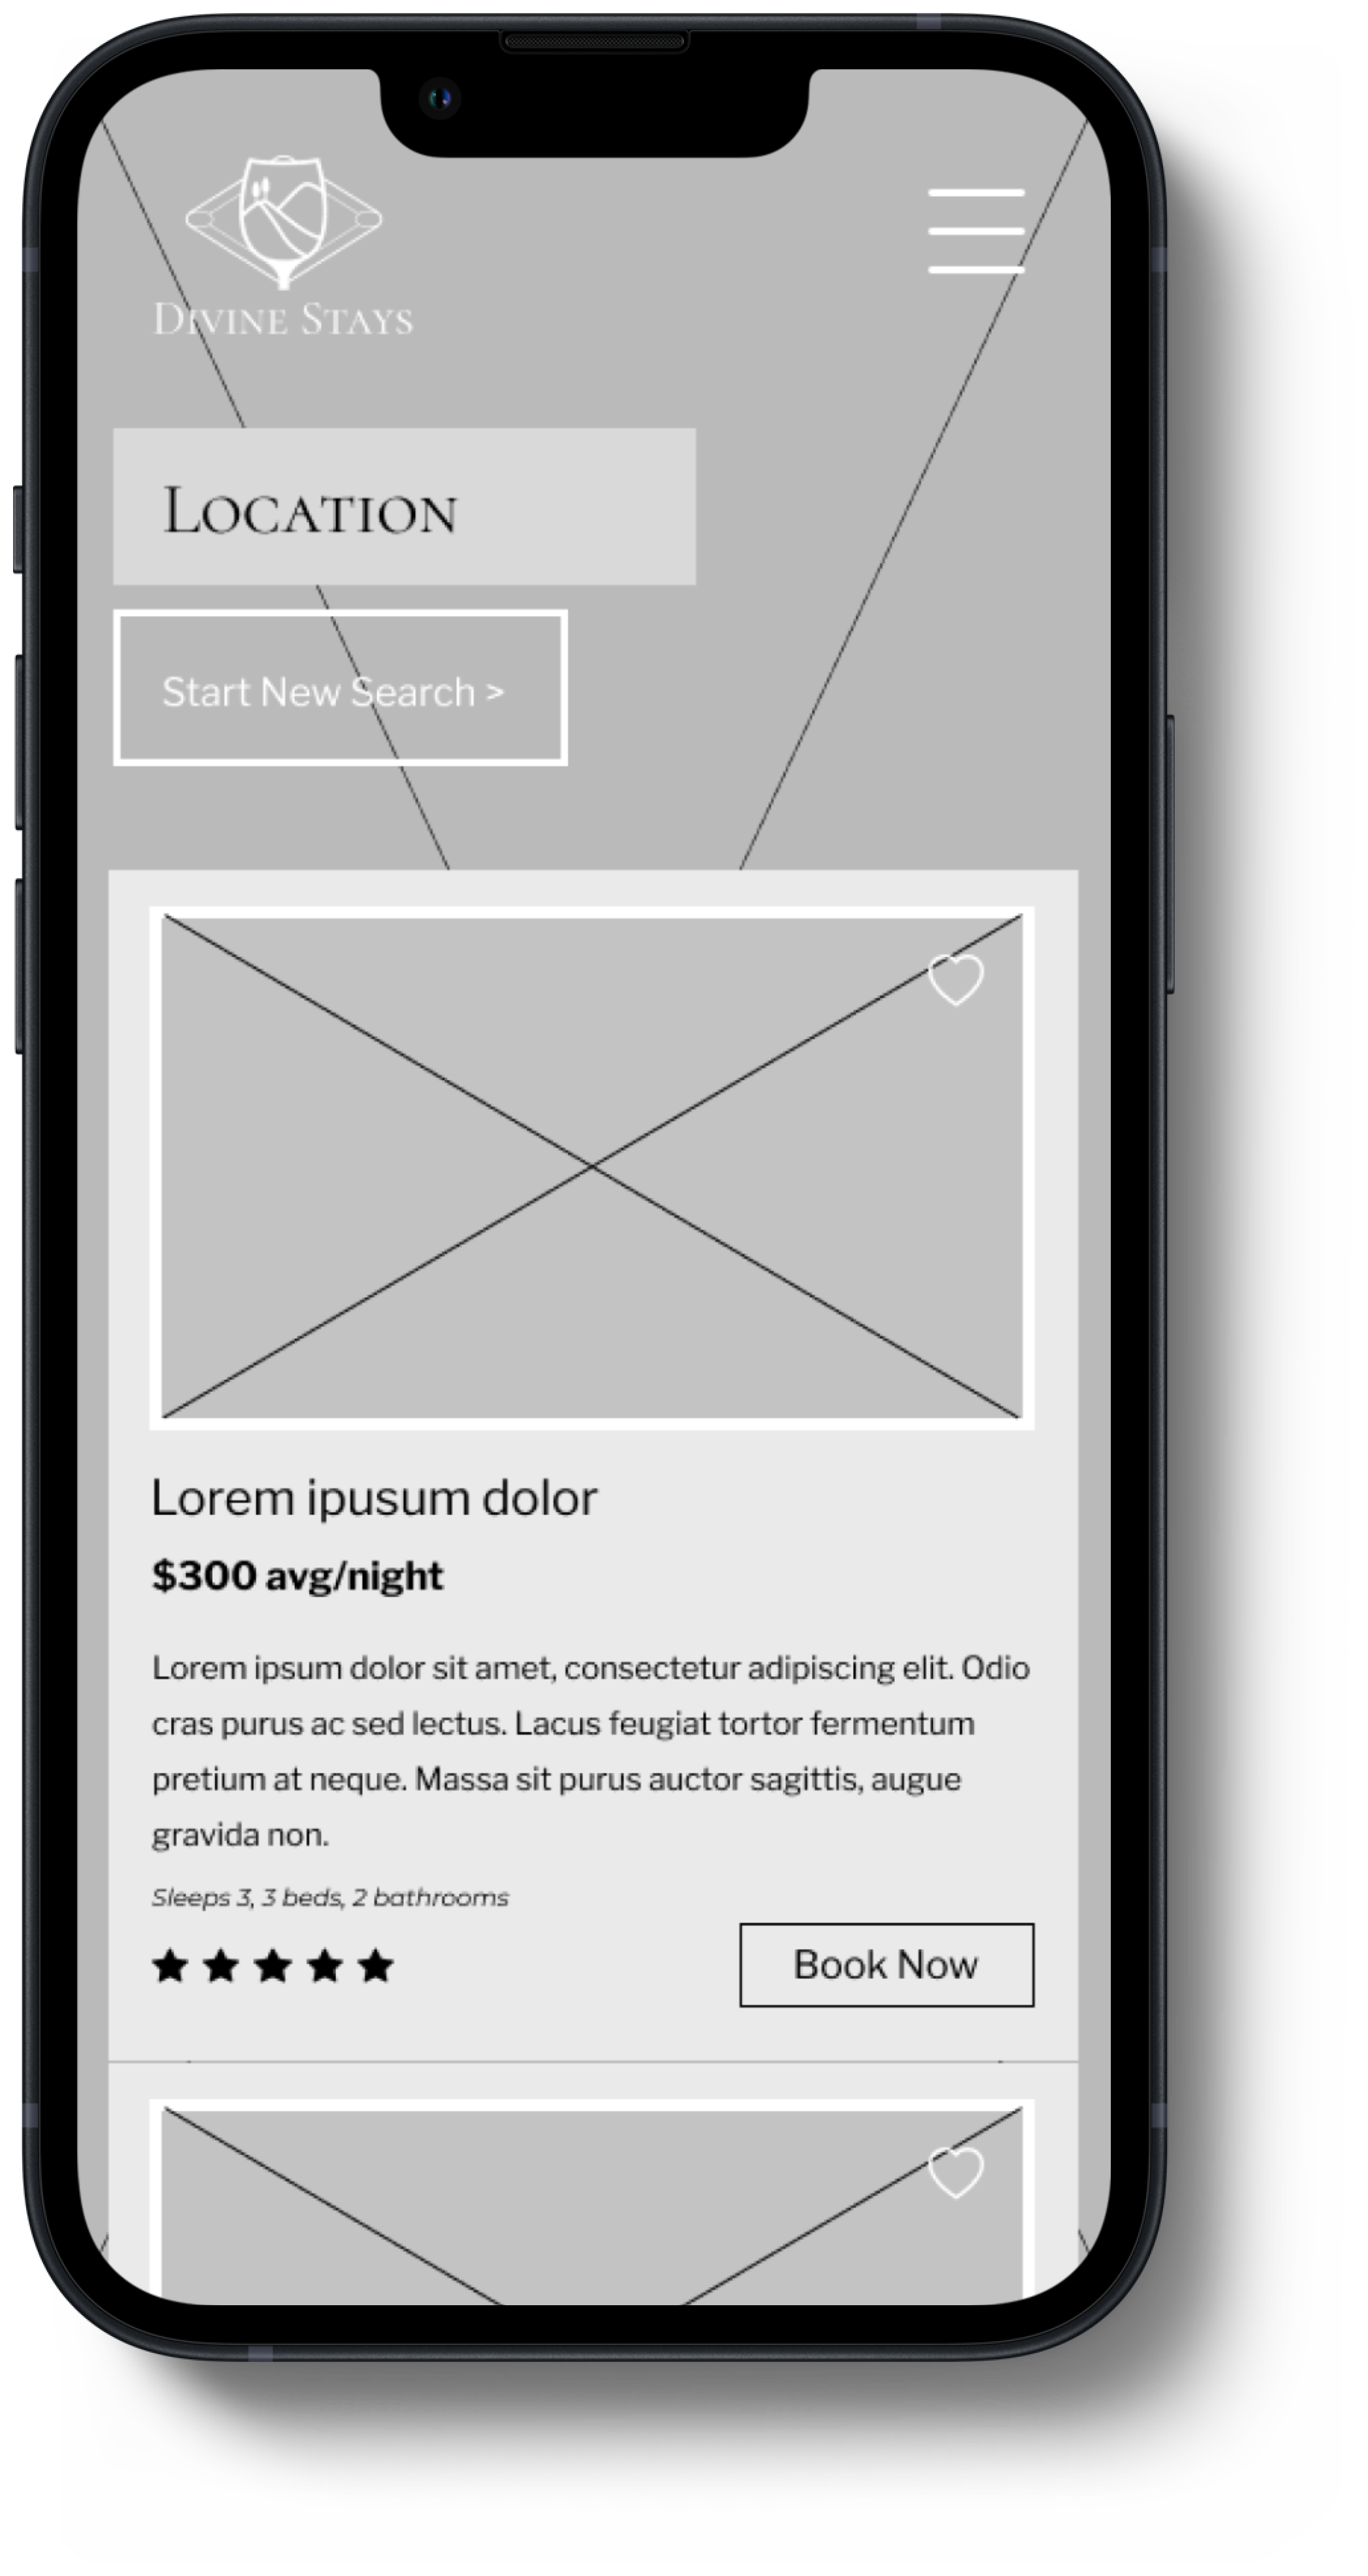 Divine Stays
Location
Start New Search >
Lorem ipusum dolor
$300 avg/night
Lorem ipsum dolor sit amet, consectetur adipiscing elit. Odio
cras purus ac sed lectus. Lacus feugiat tortor fermentum
pretium at neque. Massa sit purus auctor sagittis, augue
gravida non.
Sleeps 3, 3 beds, 2 bathrooms
Book Now